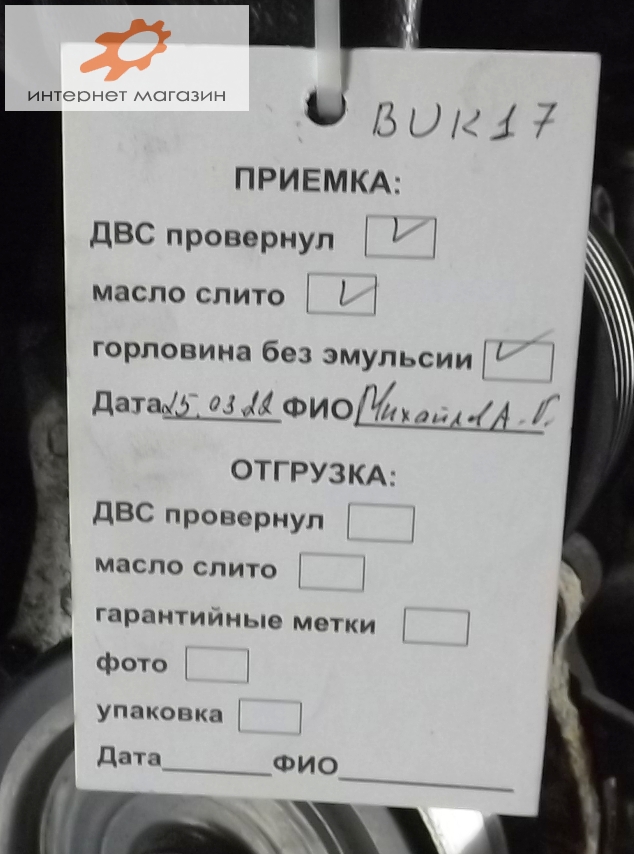 интернет магазин
BUK17
ПРИЕМКА:
ДВС провернул
масло слито
горловина без эмульсии
Дата 25.03.22 ФИО Михайлов А.Г.
ОТГРУЗКА:
ДВС провернул
масло слито
гарантийные метки
фото
упаковка
Дата ФИО